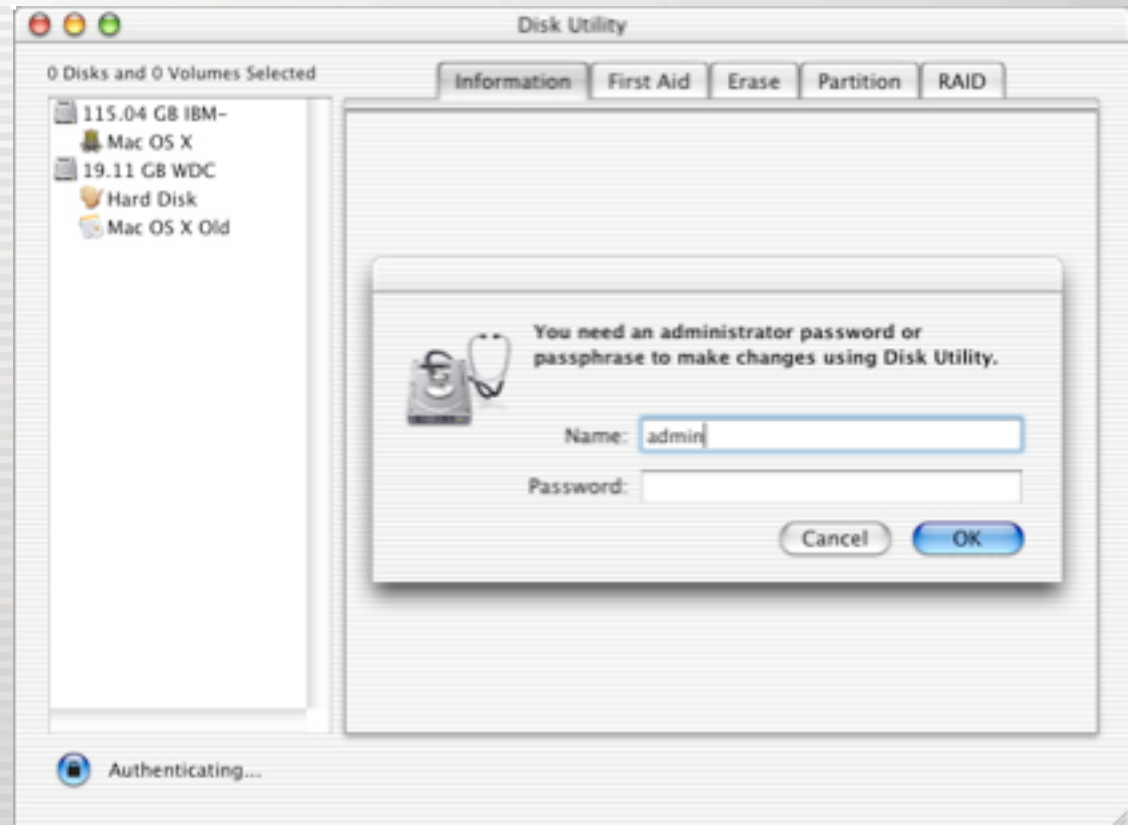 Disk Utility
0 Disks and 0 Volumes Selected
Information First Aid Erase Partition RAID
115.04 GB IBM-
Mac OS X
19.11 GB WDC
Hard Disk
Mac OS X Old
You need an administrator password or
passphrase to make changes using Disk Utility.
Name: admin
Password:
Cancel OK
Authenticating...